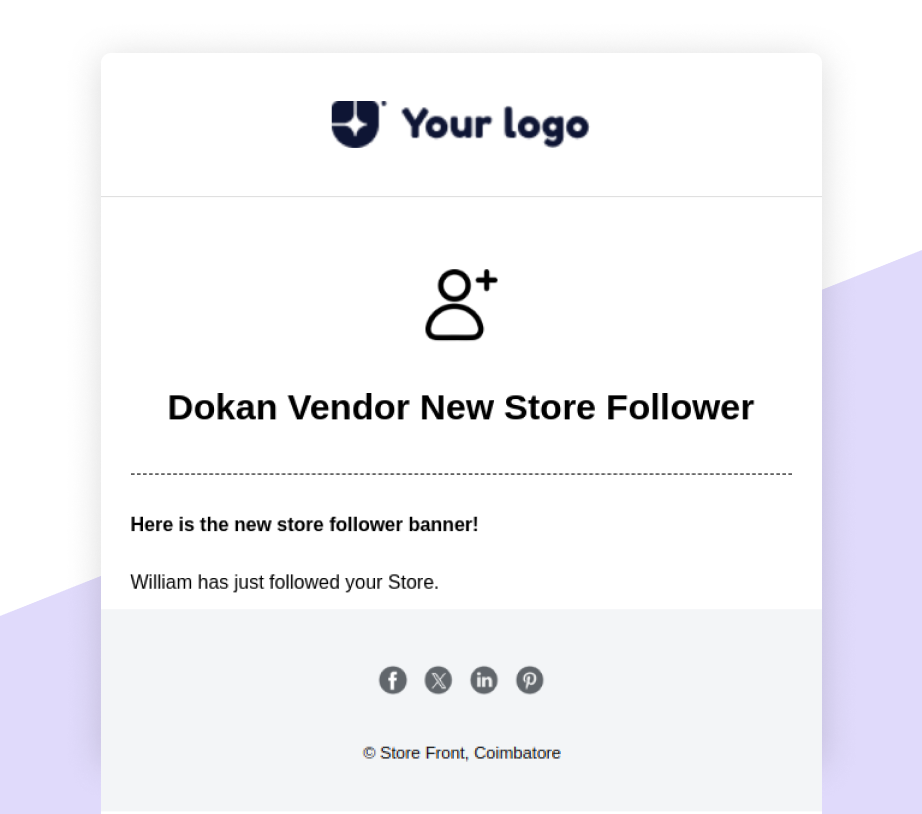 Your logo
Dokan Vendor New Store Follower
Here is the new store follower banner!
William has just followed your Store.
© Store Front, Coimbatore